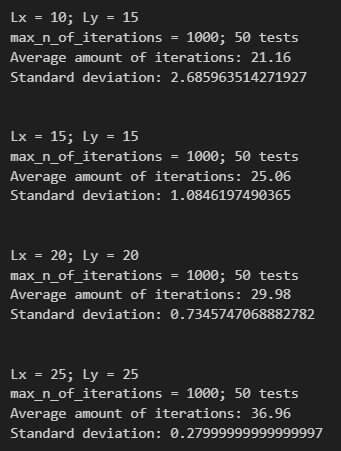 Lx = 10; Ly = 15
max_n_of_iterations = 1000; 50 tests
Average amount of iterations: 21.16
Standard deviation: 2.685963514271927
Lx = 15; Ly = 15
max_n_of_iterations = 1000; 50 tests
Average amount of iterations: 25.06
Standard deviation: 1.0846197490365
Lx = 20; Ly = 20
max_n_of_iterations = 1000; 50 tests
Average amount of iterations: 29.98
Standard deviation: 0.7345747068882782
Lx = 25; Ly = 25
max_n_of_iterations = 1000; 50 tests
Average amount of iterations: 36.96
Standard deviation: 0.27999999999999997